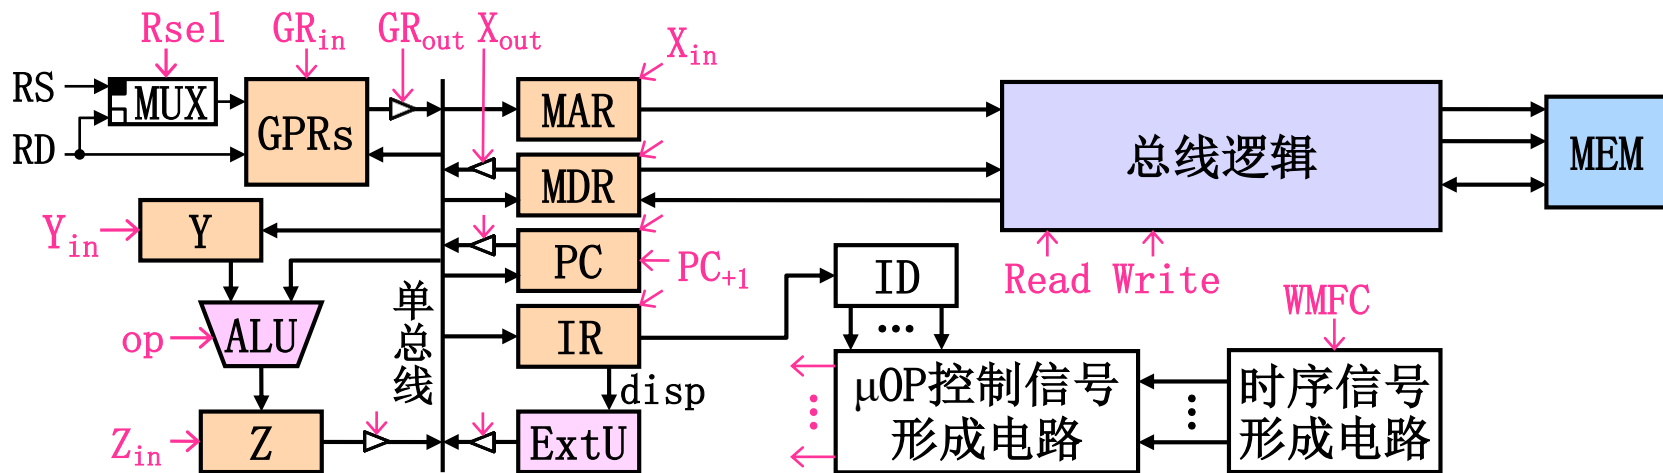 Rsel
GRin
GRout
Xout
Xin
RS
MUX
RD
GPRs
MAR
MDR
总线逻辑
MEM
Yin
Y
PC
PC+1
ID
Read
Write
单总线
op
ALU
IR
disp
WMFC
μOP控制信号
形成电路
时序信号
形成电路
Zin
Z
ExtU